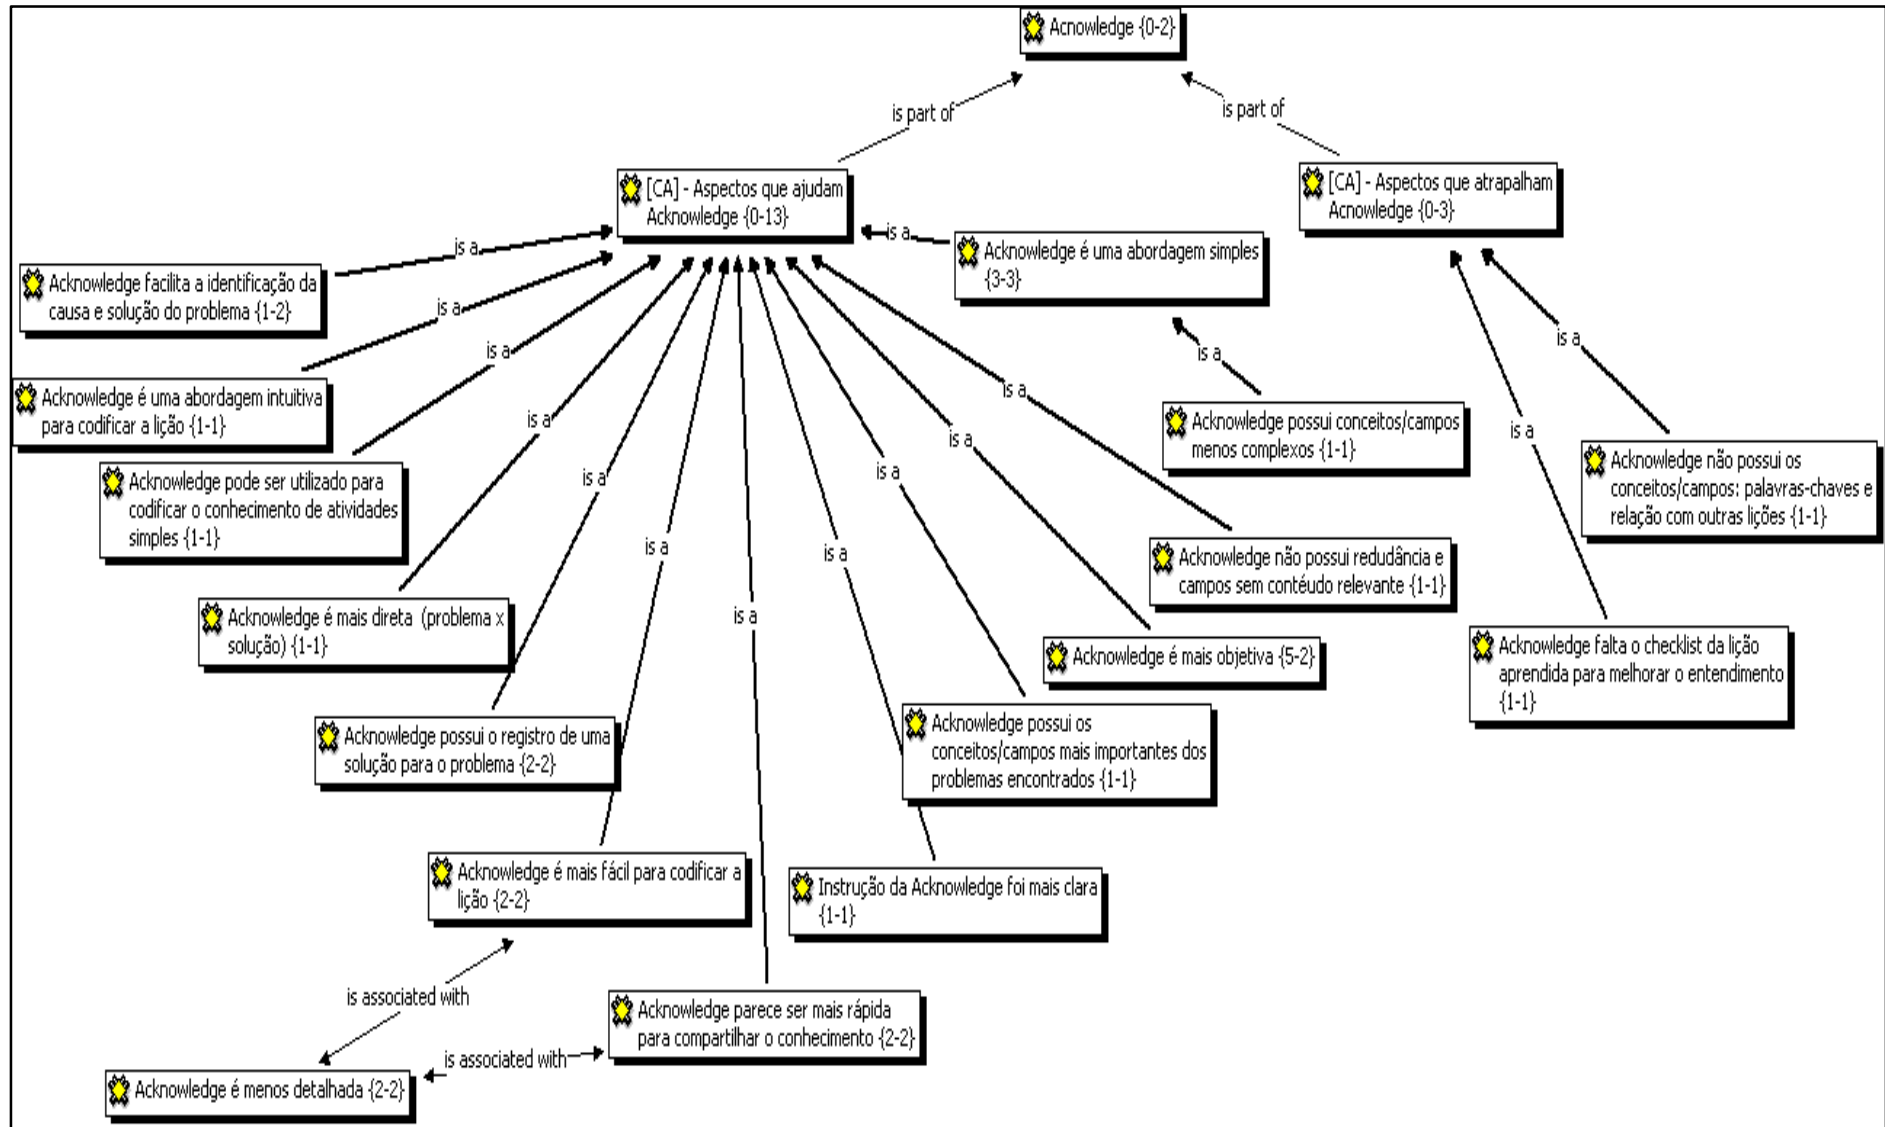 Acnowledge {0-2}
is part of
is part of
[CA] - Aspectos que ajudam
Acknowledge {0-13}
[CA] - Aspectos que atrapalham
Acnowledge {0-3}
is a
is a
Acknowledge é uma abordagem simples
{3-3}
Acknowledge facilita a identificação da
causa e solução do problema {1-2}
is a
is a
is a
is a
Acknowledge é uma abordagem intuitiva
para codificar a lição {1-1}
is a
Acknowledge possui conceitos/campos
menos complexos {1-1}
is a
is a
is a
Acknowledge não possui os
conceitos/campos: palavras-chaves e
relação com outras lições {1-1}
Acknowledge pode ser utilizado para
codificar o conhecimento de atividades
simples {1-1}
is a
is a
is a
is a
Acknowledge não possui redudância e
campos sem contéudo relevante {1-1}
Acknowledge é mais direta (problema x
solução) {1-1}
is a
Acknowledge é mais objetiva {5-2}
Acknowledge falta o checklist da lição
aprendida para melhorar o entendimento
{1-1}
Acknowledge possui o registro de uma
solução para o problema {2-2}
Acknowledge possui os
conceitos/campos mais importantes dos
problemas encontrados {1-1}
Acknowledge é mais fácil para codificar a
lição {2-2}
Instrução da Acknowledge foi mais clara
{1-1}
is associated with
Acknowledge parece ser mais rápida
para compartilhar o conhecimento {2-2}
is associated with
Acknowledge é menos detalhada {2-2}